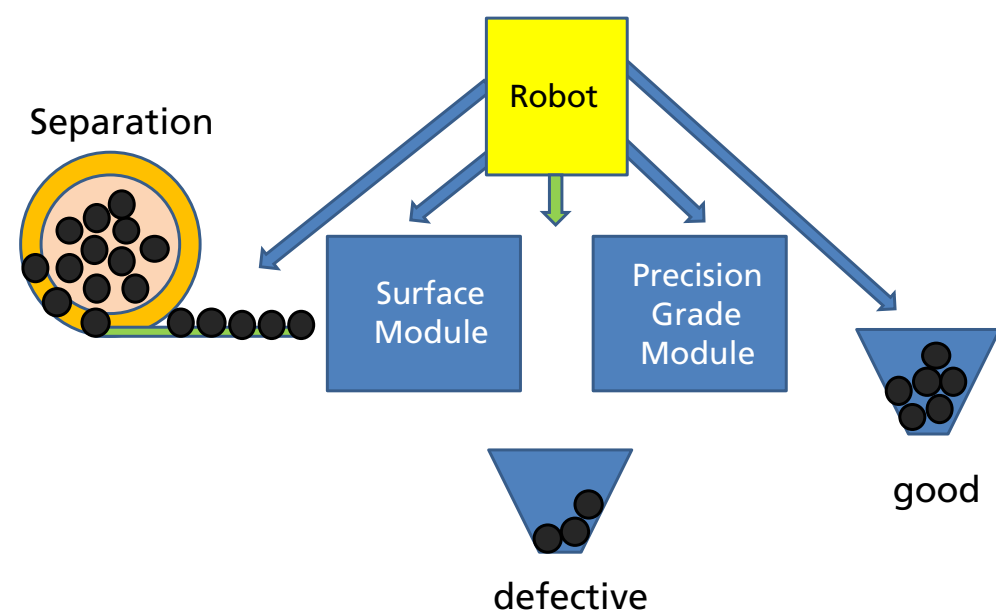 Robot
Separation
Surface
Module
Precision
Grade
Module
good
defective